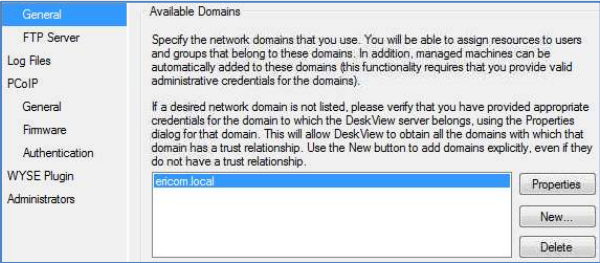 General
FTP Server
Log Files
PCoIP
General
Firmware
Authentication
WYSE Plugin
Administrators
Available Domains
Specify the network domains that you use. You will be able to assign resources to users
and groups that belong to these domains. In addition, managed machines can be
automatically added to these domains (this functionality requires that you provide valid
administrative credentials for the domains).
If a desired network domain is not listed, please verify that you have provided appropriate
credentials for the domain to which the DeskView server belongs, using the Properties
dialog for that domain. This will allow DeskView to obtain all the domains with which that
domain has a trust relationship. Use the New button to add domains explicitly, even if they
do not have a trust relationship.
ericom.local
Properties
New...
Delete